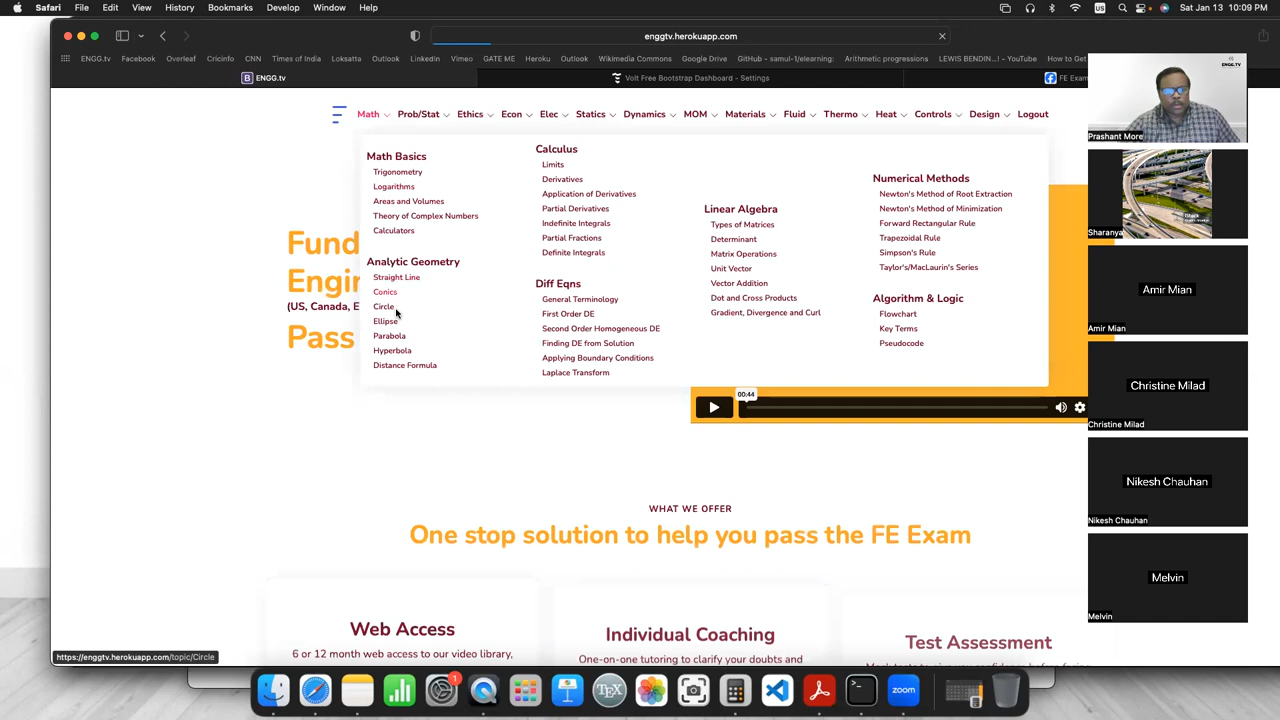 Safari File Edit View History Bookmarks Develop Window Help
US
Sat Jan 13 10:09 PM
enggtv.herokuapp.com
ENGG.tv Facebook Overleaf Cricinfo CNN Times of India Loksatta Outlook LinkedIn Vimeo GATE ME Heroku Outlook Wikimedia Commons Google Drive GitHub - samul-1/elearning: Arithmetic progressions LEWIS BENDIN...! - YouTube How to Get
B ENGG.tv
Volt Free Bootstrap Dashboard - Settings
FE Exam
Math Prob/Stat Ethics Econ Elec Statics Dynamics MOM Materials Fluid Thermo Heat Controls Design Logout
Math Basics
Trigonometry
Logarithms
Areas and Volumes
Theory of Complex Numbers
Calculators
Analytic Geometry
Straight Line
Conics
Circle
Ellipse
Parabola
Hyperbola
Distance Formula
Calculus
Limits
Derivatives
Application of Derivatives
Partial Derivatives
Indefinite Integrals
Partial Fractions
Definite Integrals
Diff Eqns
General Terminology
First Order DE
Second Order Homogeneous DE
Finding DE from Solution
Applying Boundary Conditions
Laplace Transform
Linear Algebra
Types of Matrices
Determinant
Matrix Operations
Unit Vector
Vector Addition
Dot and Cross Products
Gradient, Divergence and Curl
Numerical Methods
Newton's Method of Root Extraction
Newton's Method of Minimization
Forward Rectangular Rule
Trapezoidal Rule
Simpson's Rule
Taylor's/MacLaurin's Series
Algorithm & Logic
Flowchart
Key Terms
Pseudocode
Fund
Engi
(US, Canada, E
Pass
00:44
WHAT WE OFFER
One stop solution to help you pass the FE Exam
Web Access
6 or 12 month web access to our video library,
Individual Coaching
One-on-one tutoring to clarify your doubts and
Test Assessment
https://enggtv.herokuapp.com/topic/Circle
ENGG.TV
Prashant More
iStock
Sharanya
Amir Mian
Amir Mian
Christine Milad
Christine Milad
Nikesh Chauhan
Nikesh Chauhan
Melvin
Melvin
1
TEX
zoom